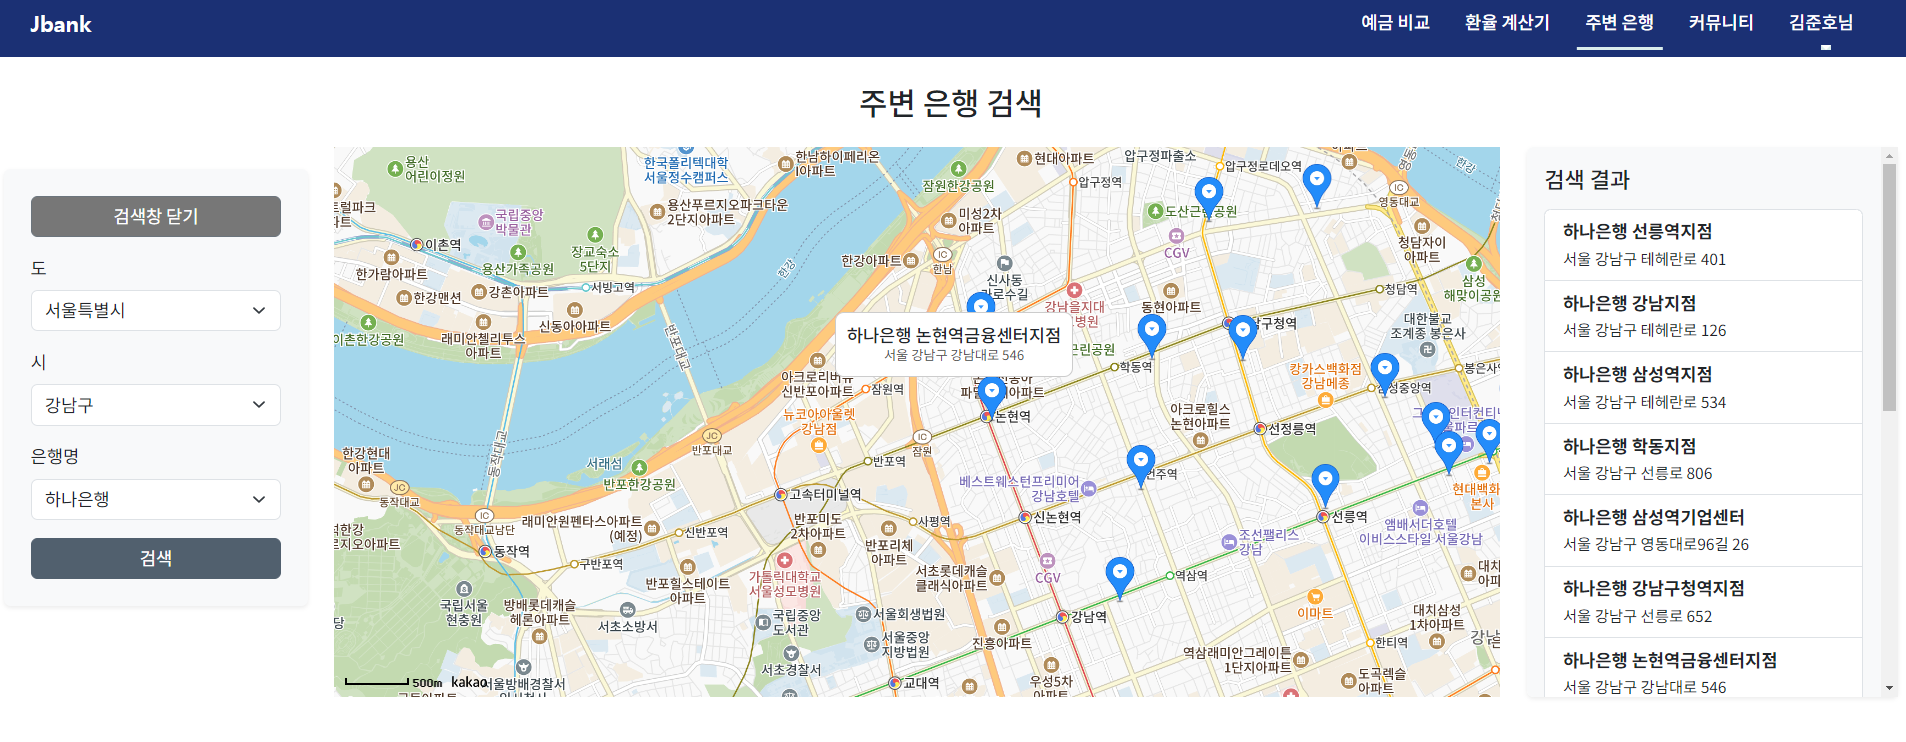 Jbank
예금 비교
환율 계산기
주변 은행
커뮤니티
김준호님
주변 은행 검색
검색창 닫기
도
서울특별시
시
강남구
은행명
하나은행
검색
용산
어린이정원
한국폴리텍대학
서울정수캠퍼스
한남하이페리온
Ⅰ아파트
현대아파트
압구정파출소
압구정로데오역
IC
영동대교
한강
잠원한강공원
압구정역
국립중앙
박물관
용산푸르지오파크타운
2단지아파트
미성2차
아파트
도산근린공원
이촌역
장교숙소
5단지
CGV
청담자이
아파트
한가람아파트
용산가족공원
한강아파트
IC
한남
신사동
한강
삼성
해맞이공원
한강맨션
강촌아파트
서빙고역
청담역
강남을지대
병원
동현아파트
신동아아파트
이촌한강공원
래미안첼리투스
아파트
반포대교
하나은행 논현역금융센터지점
서울 강남구 강남대로 546
대한불교
조계종 봉은사
학동역
캉카스백화점
강남메종
아크로리버뷰
신반포아파트
잠원역
뉴코아아울렛
강남점
논현역
아크로힐스
논현아파트
선정릉역
JC
반포대교
IC
잠원
동작대교
한강현대
아파트
서래섬
반포한강공원
반포역
베스트웨스턴프리미어
강남호텔
언주역
현대백화
본사
JC
동작대교
고속터미널역
IC
동작대교남단
래미안원펜타스아파트
(예정)
신반포역
반포미도
2차아파트
사평역
신논현역
선릉역
앰배서더호텔
이비스스타일 서울강남
조선팰리스
강남
동작역
구반포역
반포리체
아파트
가톨릭대학교
서울성모병원
반포힐스테이트
아파트
서초롯데캐슬
클래식아파트
CGV
역삼역
대치
아파트
국립서울
현충원
방배롯데캐슬
헤론아파트
서초소방서
국립중앙
도서관
서울회생법원
서울중앙
지방법원
강남역
이마트
대치삼성
1차아파트
진흥아파트
한티역
서초경찰서
역삼래미안그레이튼
1단지아파트
우성5차
아파트
도곡렉슬
아파트
교대역
500m
kakao
서울방배경찰서
검색 결과
하나은행 선릉역지점
서울 강남구 테헤란로 401
하나은행 강남지점
서울 강남구 테헤란로 126
하나은행 삼성역지점
서울 강남구 테헤란로 534
하나은행 학동지점
서울 강남구 선릉로 806
하나은행 삼성역기업센터
서울 강남구 영동대로96길 26
하나은행 강남구청역지점
서울 강남구 선릉로 652
하나은행 논현역금융센터지점
서울 강남구 강남대로 546